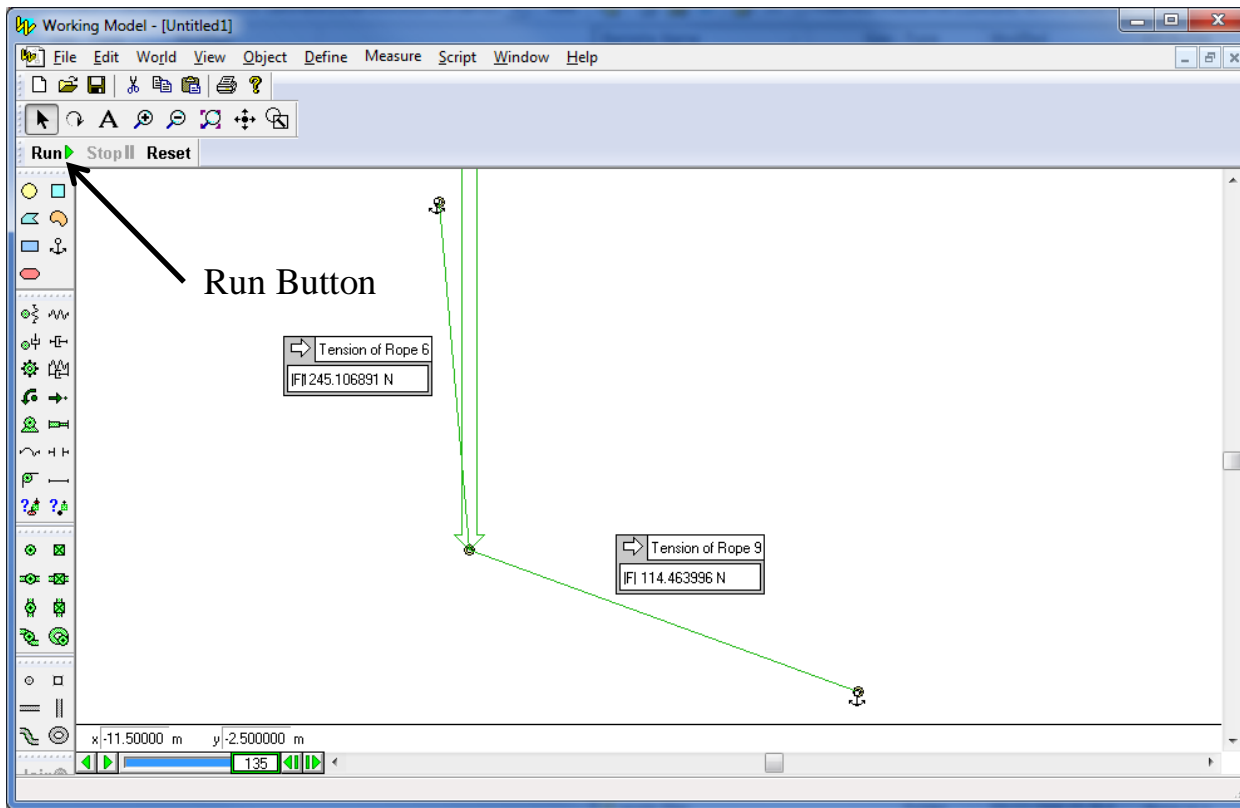 Working Model - [Untitled1]
File Edit World View Object Define Measure Script Window Help
A
Run Stop Reset
Run Button
Tension of Rope 6
|F| 245.106891 N
Tension of Rope 9
|F| 114.463996 N
x -11.50000 m y -2.500000 m
135